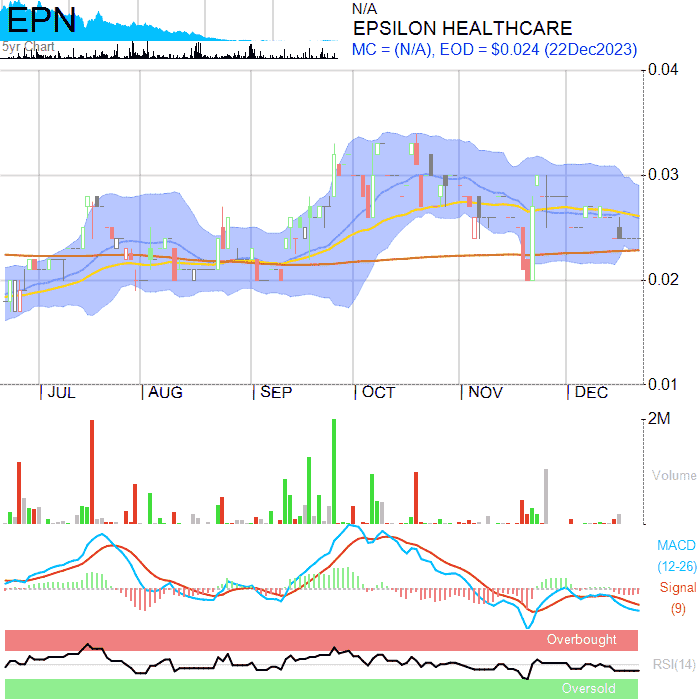 EPN
N/A
EPSILON HEALTHCARE
5yr Chart
MC = (N/A), EOD = $0.024 (22Dec2023)
0.04
0.03
0.02
0.01
JUL AUG SEP OCT NOV DEC
2M
Volume
MACD
(12-26)
Signal
(9)
Overbought
RSI(14)
Oversold